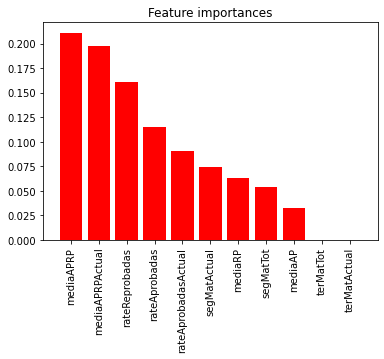 Feature importances
0.200
0.175
0.150
0.125
0.100
0.075
0.050
0.025
0.000
mediaAPRP
mediaAPRPActual
rateReprobadas
rateAprobadas
rateAprobadasActual
segMatActual
mediaRP
segMatTot
mediaAP
terMatTot
terMatActual